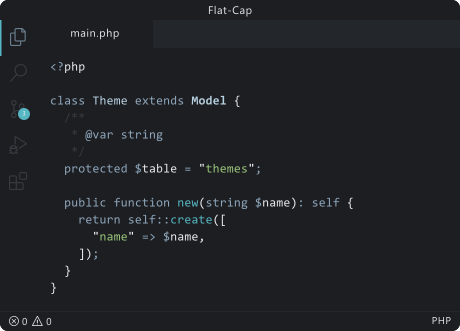 Flat-Cap
main.php
<?php
class Theme extends Model {
/**
* @var string
*/
protected $table = "themes";
public function new(string $name): self {
return self::create([
"name" => $name,
]);
}
}
3
0 0
PHP